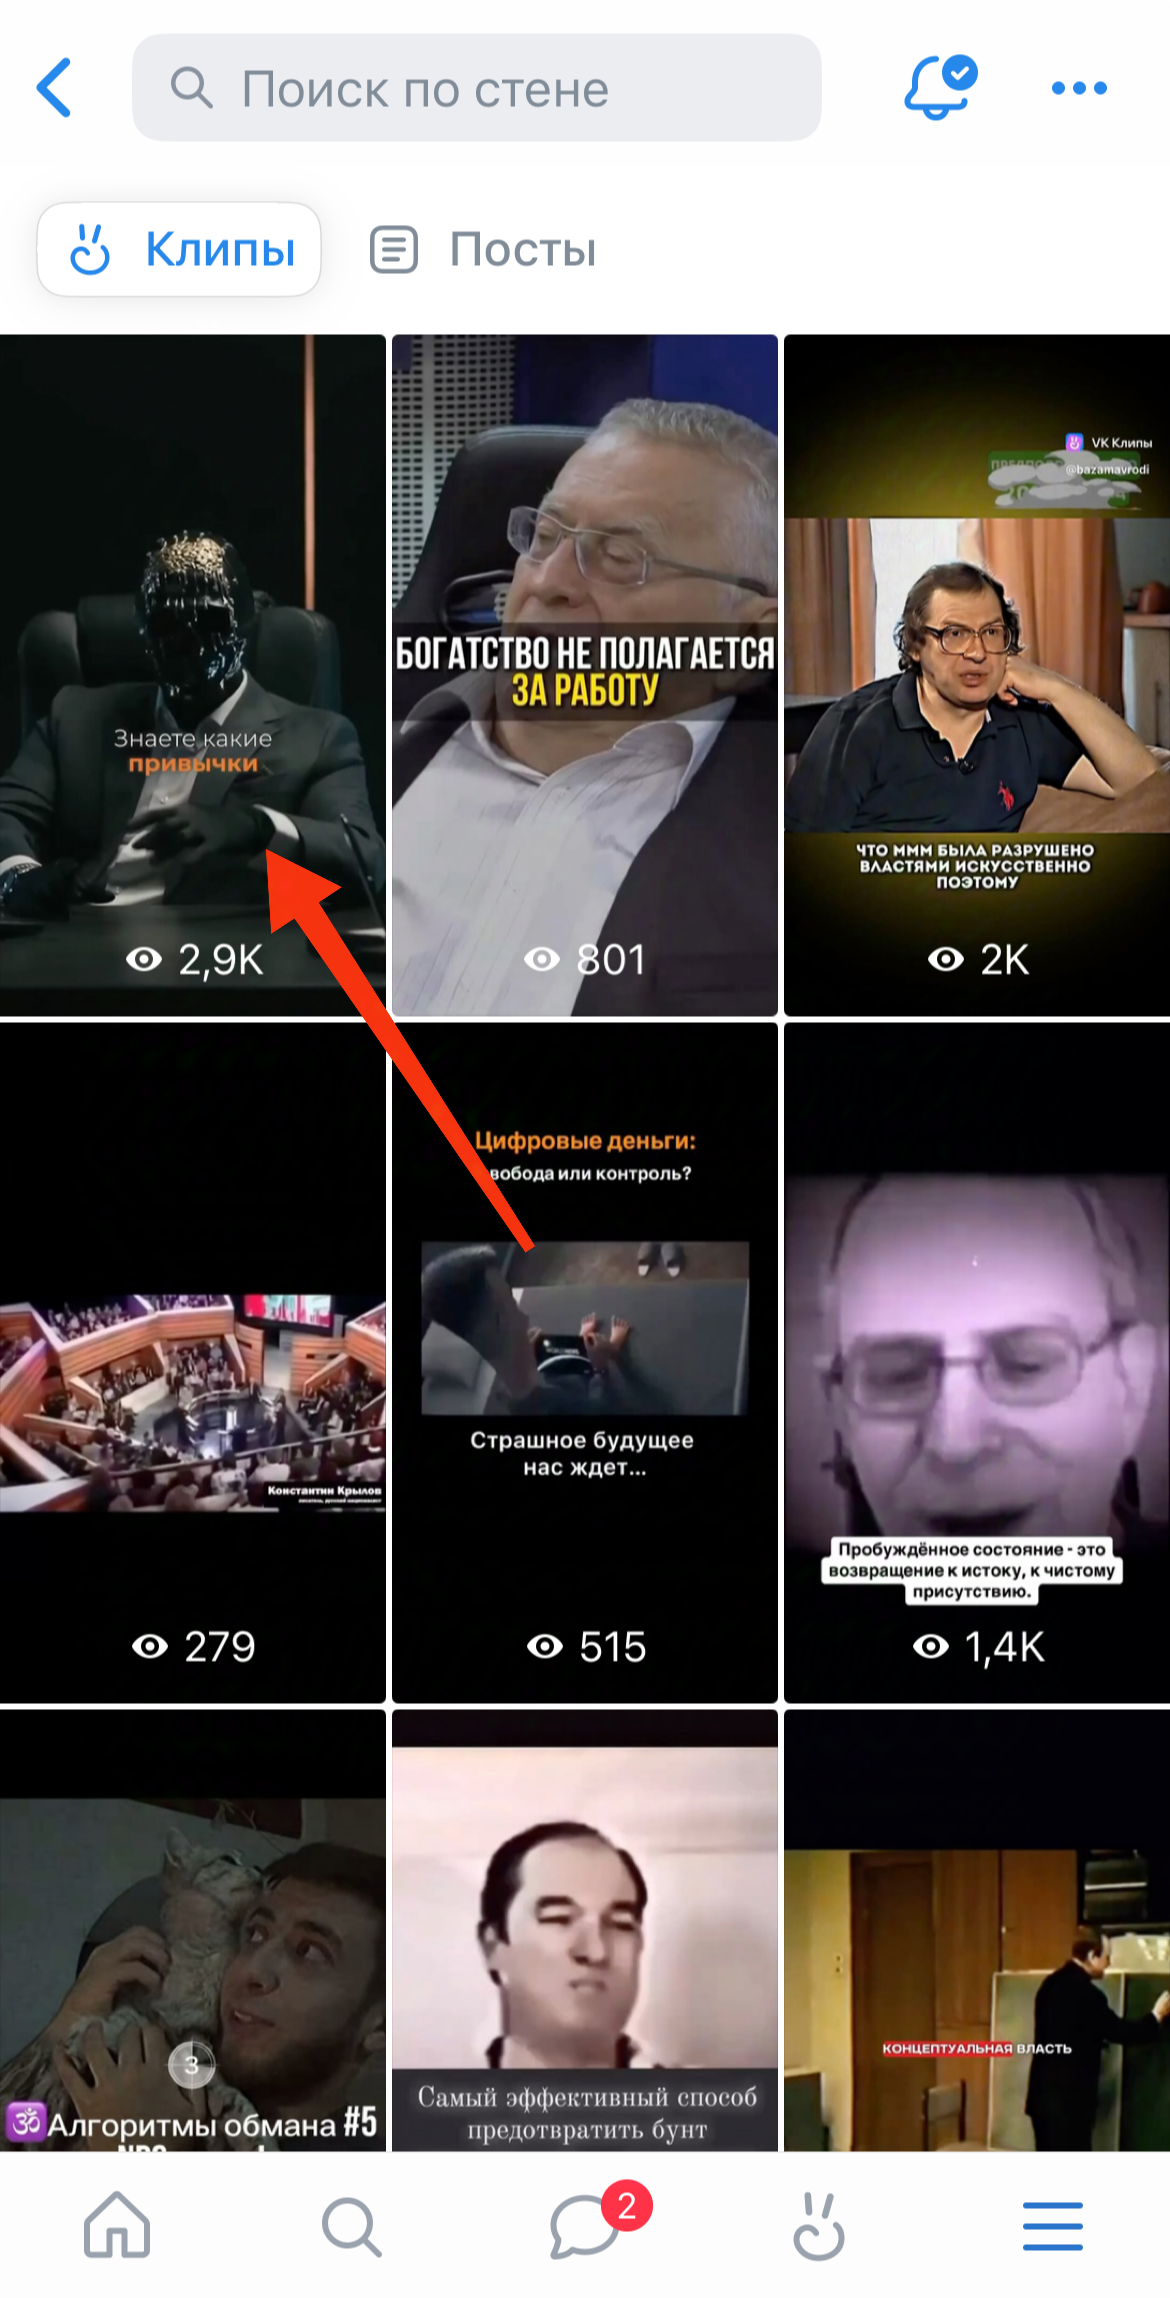 Поиск по стене
Клипы
Посты
Знаете какие
привычки
2,9K
БОГАТСТВО НЕ ПОЛАГАЕТСЯ
ЗА РАБОТУ
801
VK Клипы
@bazamavrodi
ЧТО МММ БЫЛА РАЗРУШЕНО
ВЛАСТЯМИ ИСКУССТВЕННО
ПОЭТОМУ
2K
Константин Крылов
279
Цифровые деньги:
вобода или контроль?
Страшное будущее
нас ждет...
515
Пробуждённое состояние - это
возвращение к истоку, к чистому
присутствию.
1,4K
3
🕉Алгоритмы обмана #5
Самый эффективный способ
предотвратить бунт
КОНЦЕПТУАЛЬНАЯ ВЛАСТЬ
2